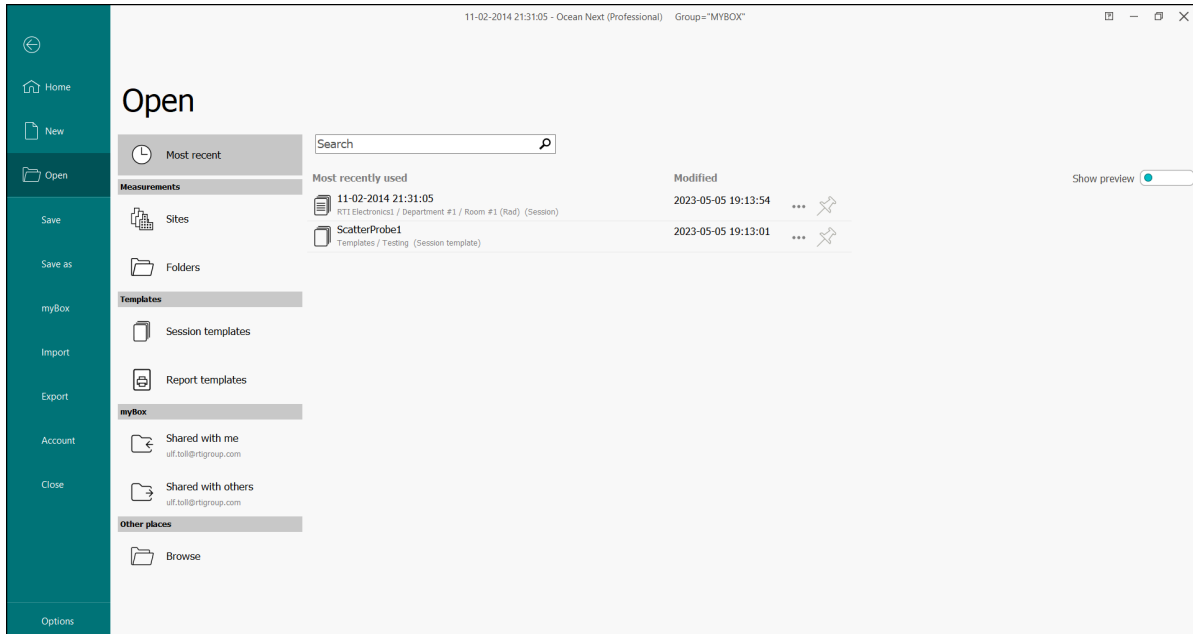 11-02-2014 21:31:05 - Ocean Next (Professional) Group="MYBOX"
Home
New
Open
Save
Save as
myBox
Import
Export
Account
Close
Options
Open
Most recent
Measurements
Sites
Folders
Templates
Session templates
Report templates
myBox
Shared with me
ulf.toll@rtigroup.com
Shared with others
ulf.toll@rtigroup.com
Other places
Browse
Search
Most recently used Modified
Show preview
11-02-2014 21:31:05 2023-05-05 19:13:54
RTI Electronics1 / Department #1 / Room #1 (Rad) (Session)
ScatterProbe1 2023-05-05 19:13:01
Templates / Testing (Session template)